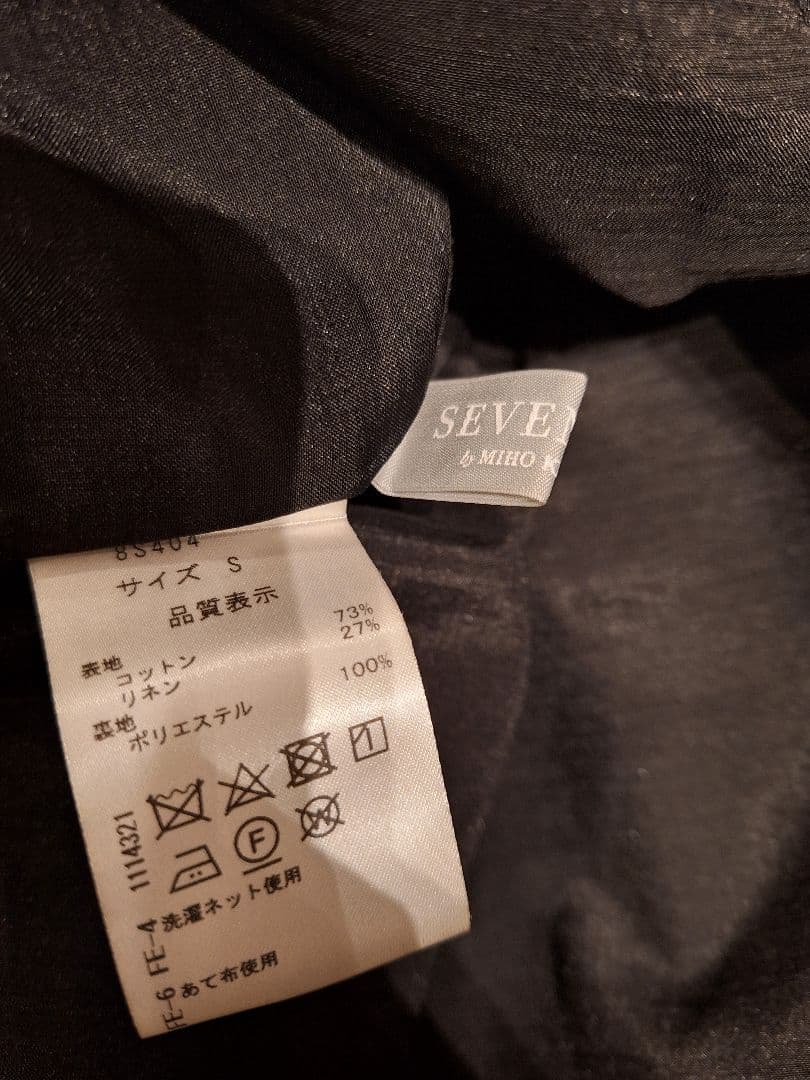 SEVEN
by MIHO K
8S404
サイズ S
品質表示
表地
コットン 73%
リネン 27%
裏地
ポリエステル 100%
F
W
1114321
FE-4 洗濯ネット使用
FE-6 あて布使用